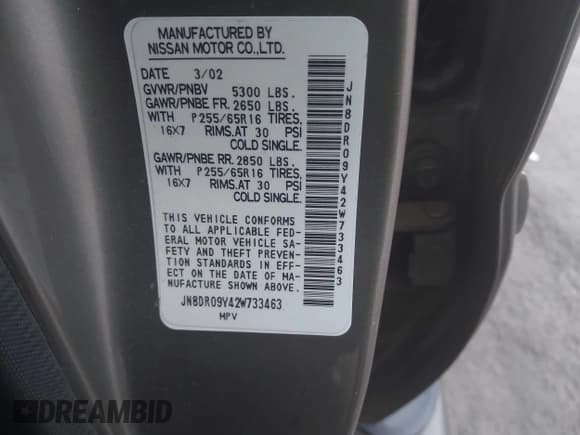 MANUFACTURED BY
NISSAN MOTOR CO.,LTD.
DATE 3/02
GVWR/PNBV 5300 LBS.
GAWR/PNBE FR. 2650 LBS.
WITH P255/65R16 TIRES,
16X7 RIMS.AT 30 PSI
COLD SINGLE.
GAWR/PNBE RR. 2850 LBS.
WITH P255/65R16 TIRES,
16X7 RIMS.AT 30 PSI
COLD SINGLE.
THIS VEHICLE CONFORMS
TO ALL APPLICABLE FED-
ERAL MOTOR VEHICLE SA-
FETY AND THEFT PREVEN-
TION STANDARDS IN EFF-
ECT ON THE DATE OF MA-
NUFACTURE SHOWN ABOVE.
JN8DR09Y42W733463
MPV
JN8DR09Y42W733463
DREAMBID